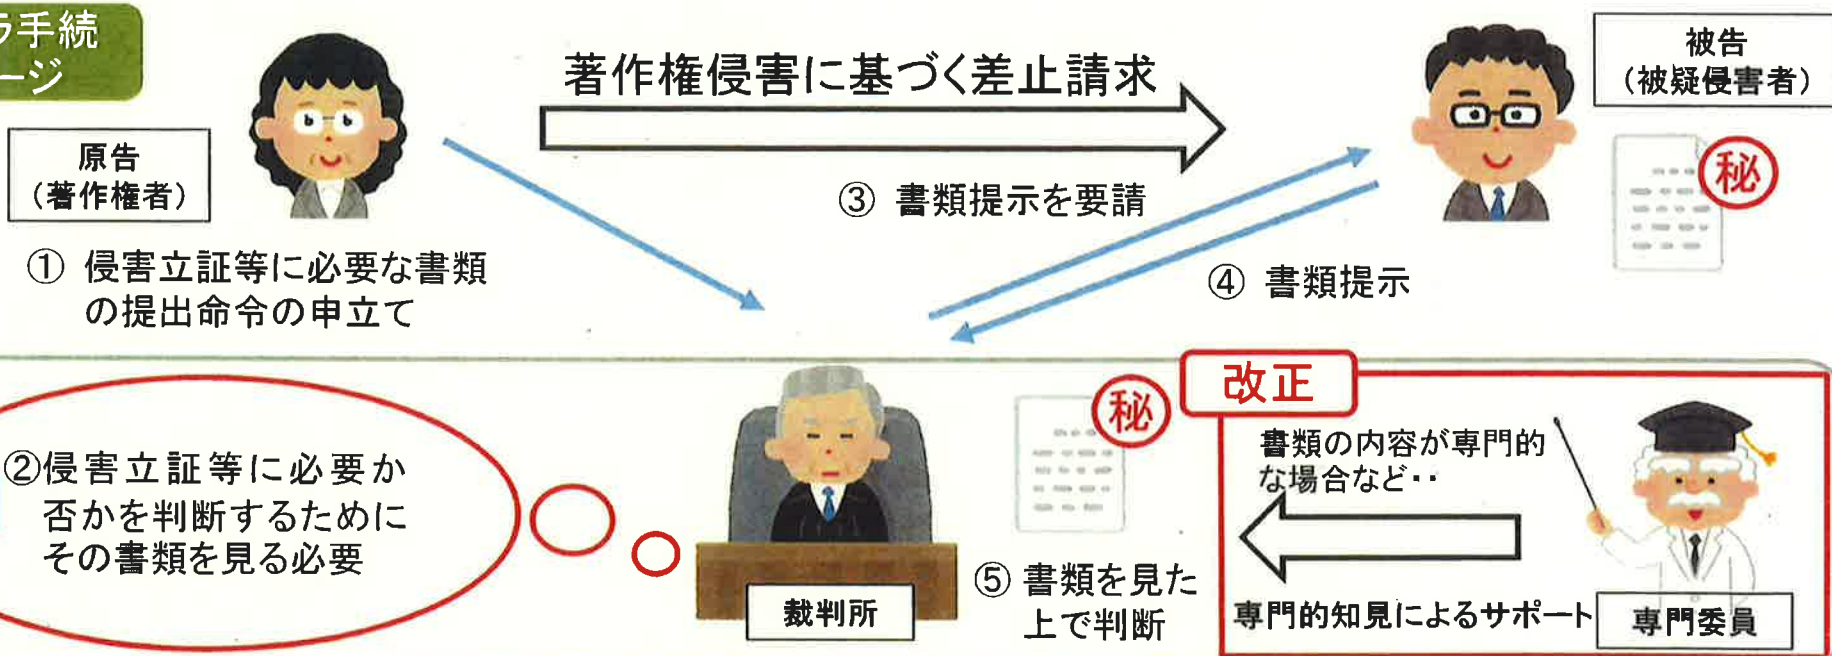 ラ手続
ージ
著作権侵害に基づく差止請求
被告
（被疑侵害者）
原告
（著作権者）
秘
③ 書類提示を要請
① 侵害立証等に必要な書類
の提出命令の申立て
④ 書類提示
改正
秘
②侵害立証等に必要か
否かを判断するために
その書類を見る必要
書類の内容が専門的
な場合など・・
⑤ 書類を見た
上で判断
裁判所
専門的知見によるサポート
専門委員